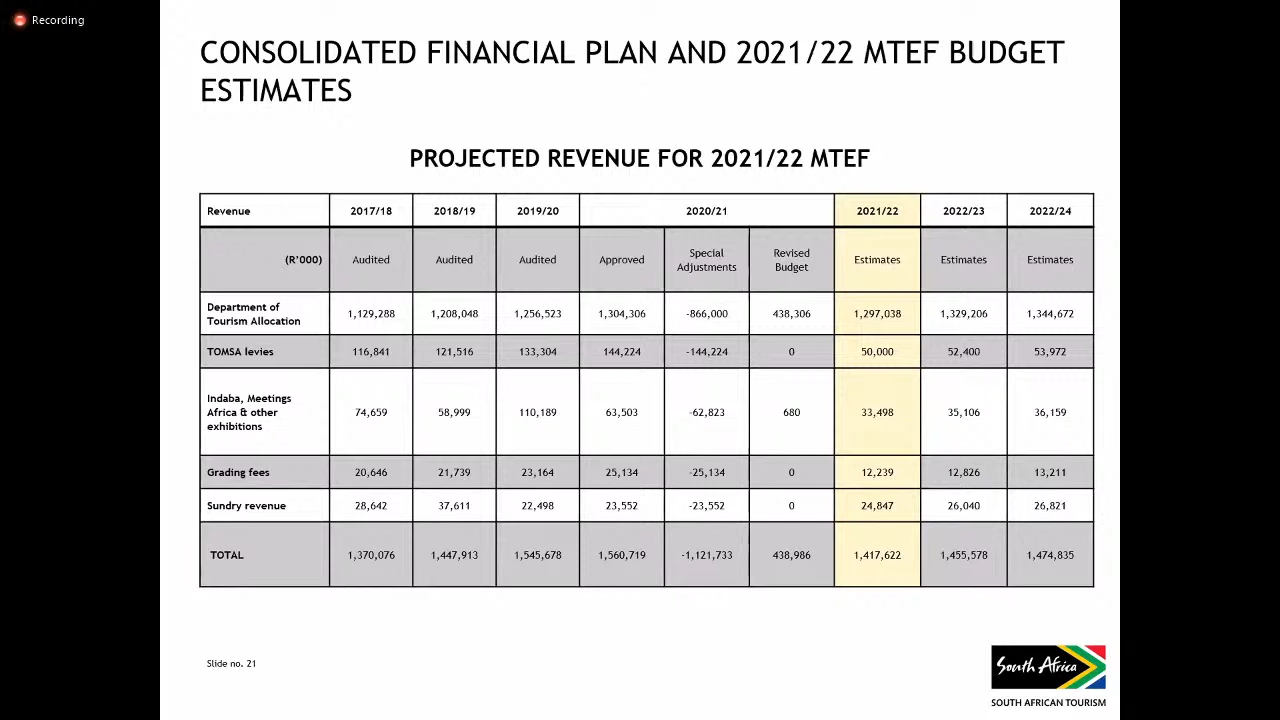 Recording
CONSOLIDATED FINANCIAL PLAN AND 2021/22 MTEF BUDGET
ESTIMATES
PROJECTED REVENUE FOR 2021/22 MTEF
Revenue 2017/18 2018/19 2019/20 2020/21 2021/22 2022/23 2022/24
(R'000) Audited Audited Audited Approved Special Adjustments Revised Budget Estimates Estimates Estimates
Department of Tourism Allocation 1,129,288 1,208,048 1,256,523 1,304,306 -866,000 438,306 1,297,038 1,329,206 1,344,672
TOMSA levies 116,841 121,516 133,304 144,224 -144,224 0 50,000 52,400 53,972
Indaba, Meetings Africa & other exhibitions 74,659 58,999 110,189 63,503 -62,823 680 33,498 35,106 36,159
Grading fees 20,646 21,739 23,164 25,134 -25,134 0 12,239 12,826 13,211
Sundry revenue 28,642 37,611 22,498 23,552 -23,552 0 24,847 26,040 26,821
TOTAL 1,370,076 1,447,913 1,545,678 1,560,719 -1,121,733 438,986 1,417,622 1,455,578 1,474,835
Slide no. 21
South Africa
SOUTH AFRICAN TOURISM